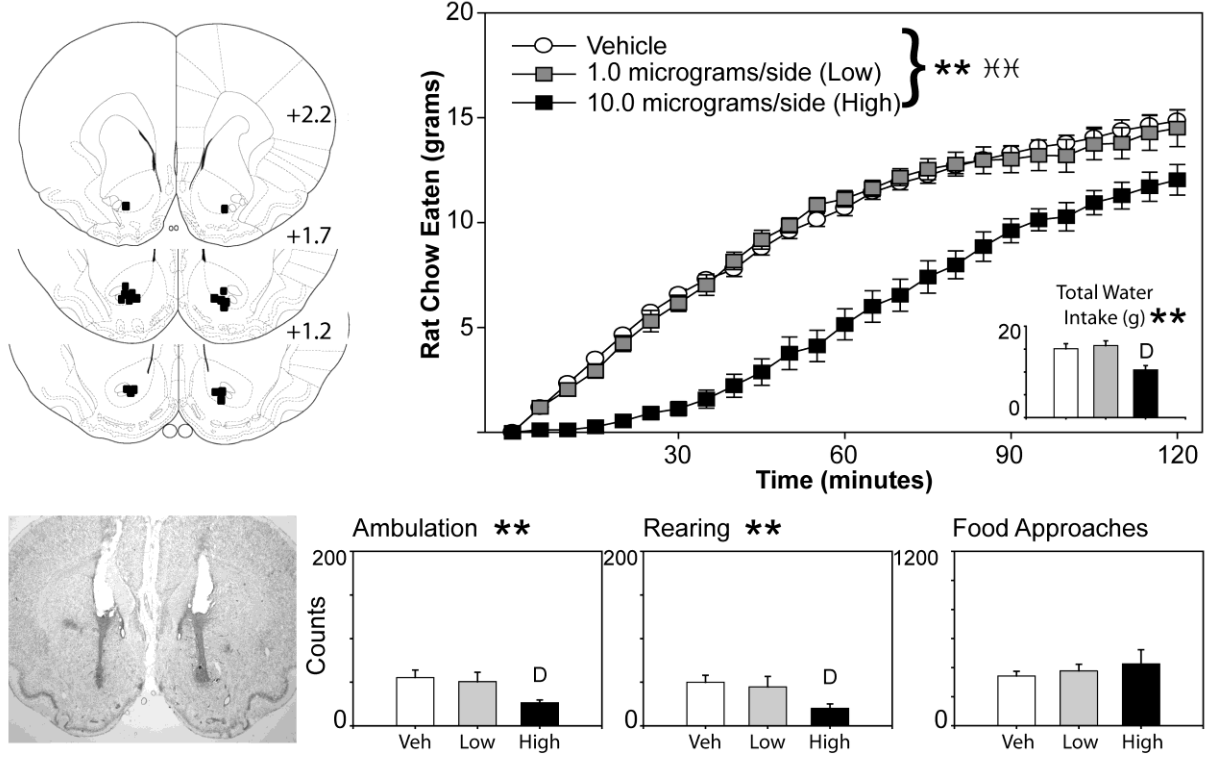 +2.2
+1.7
+1.2
20
15
10
5
Rat Chow Eaten (grams)
Vehicle
1.0 micrograms/side (Low)
10.0 micrograms/side (High)
} ** ♓♓
30
60
90
120
Time (minutes)
Total Water
Intake (g) **
20
0
D
Ambulation **
200
0
Counts
D
Veh Low High
Rearing **
200
0
D
Veh Low High
Food Approaches
1200
0
Veh Low High